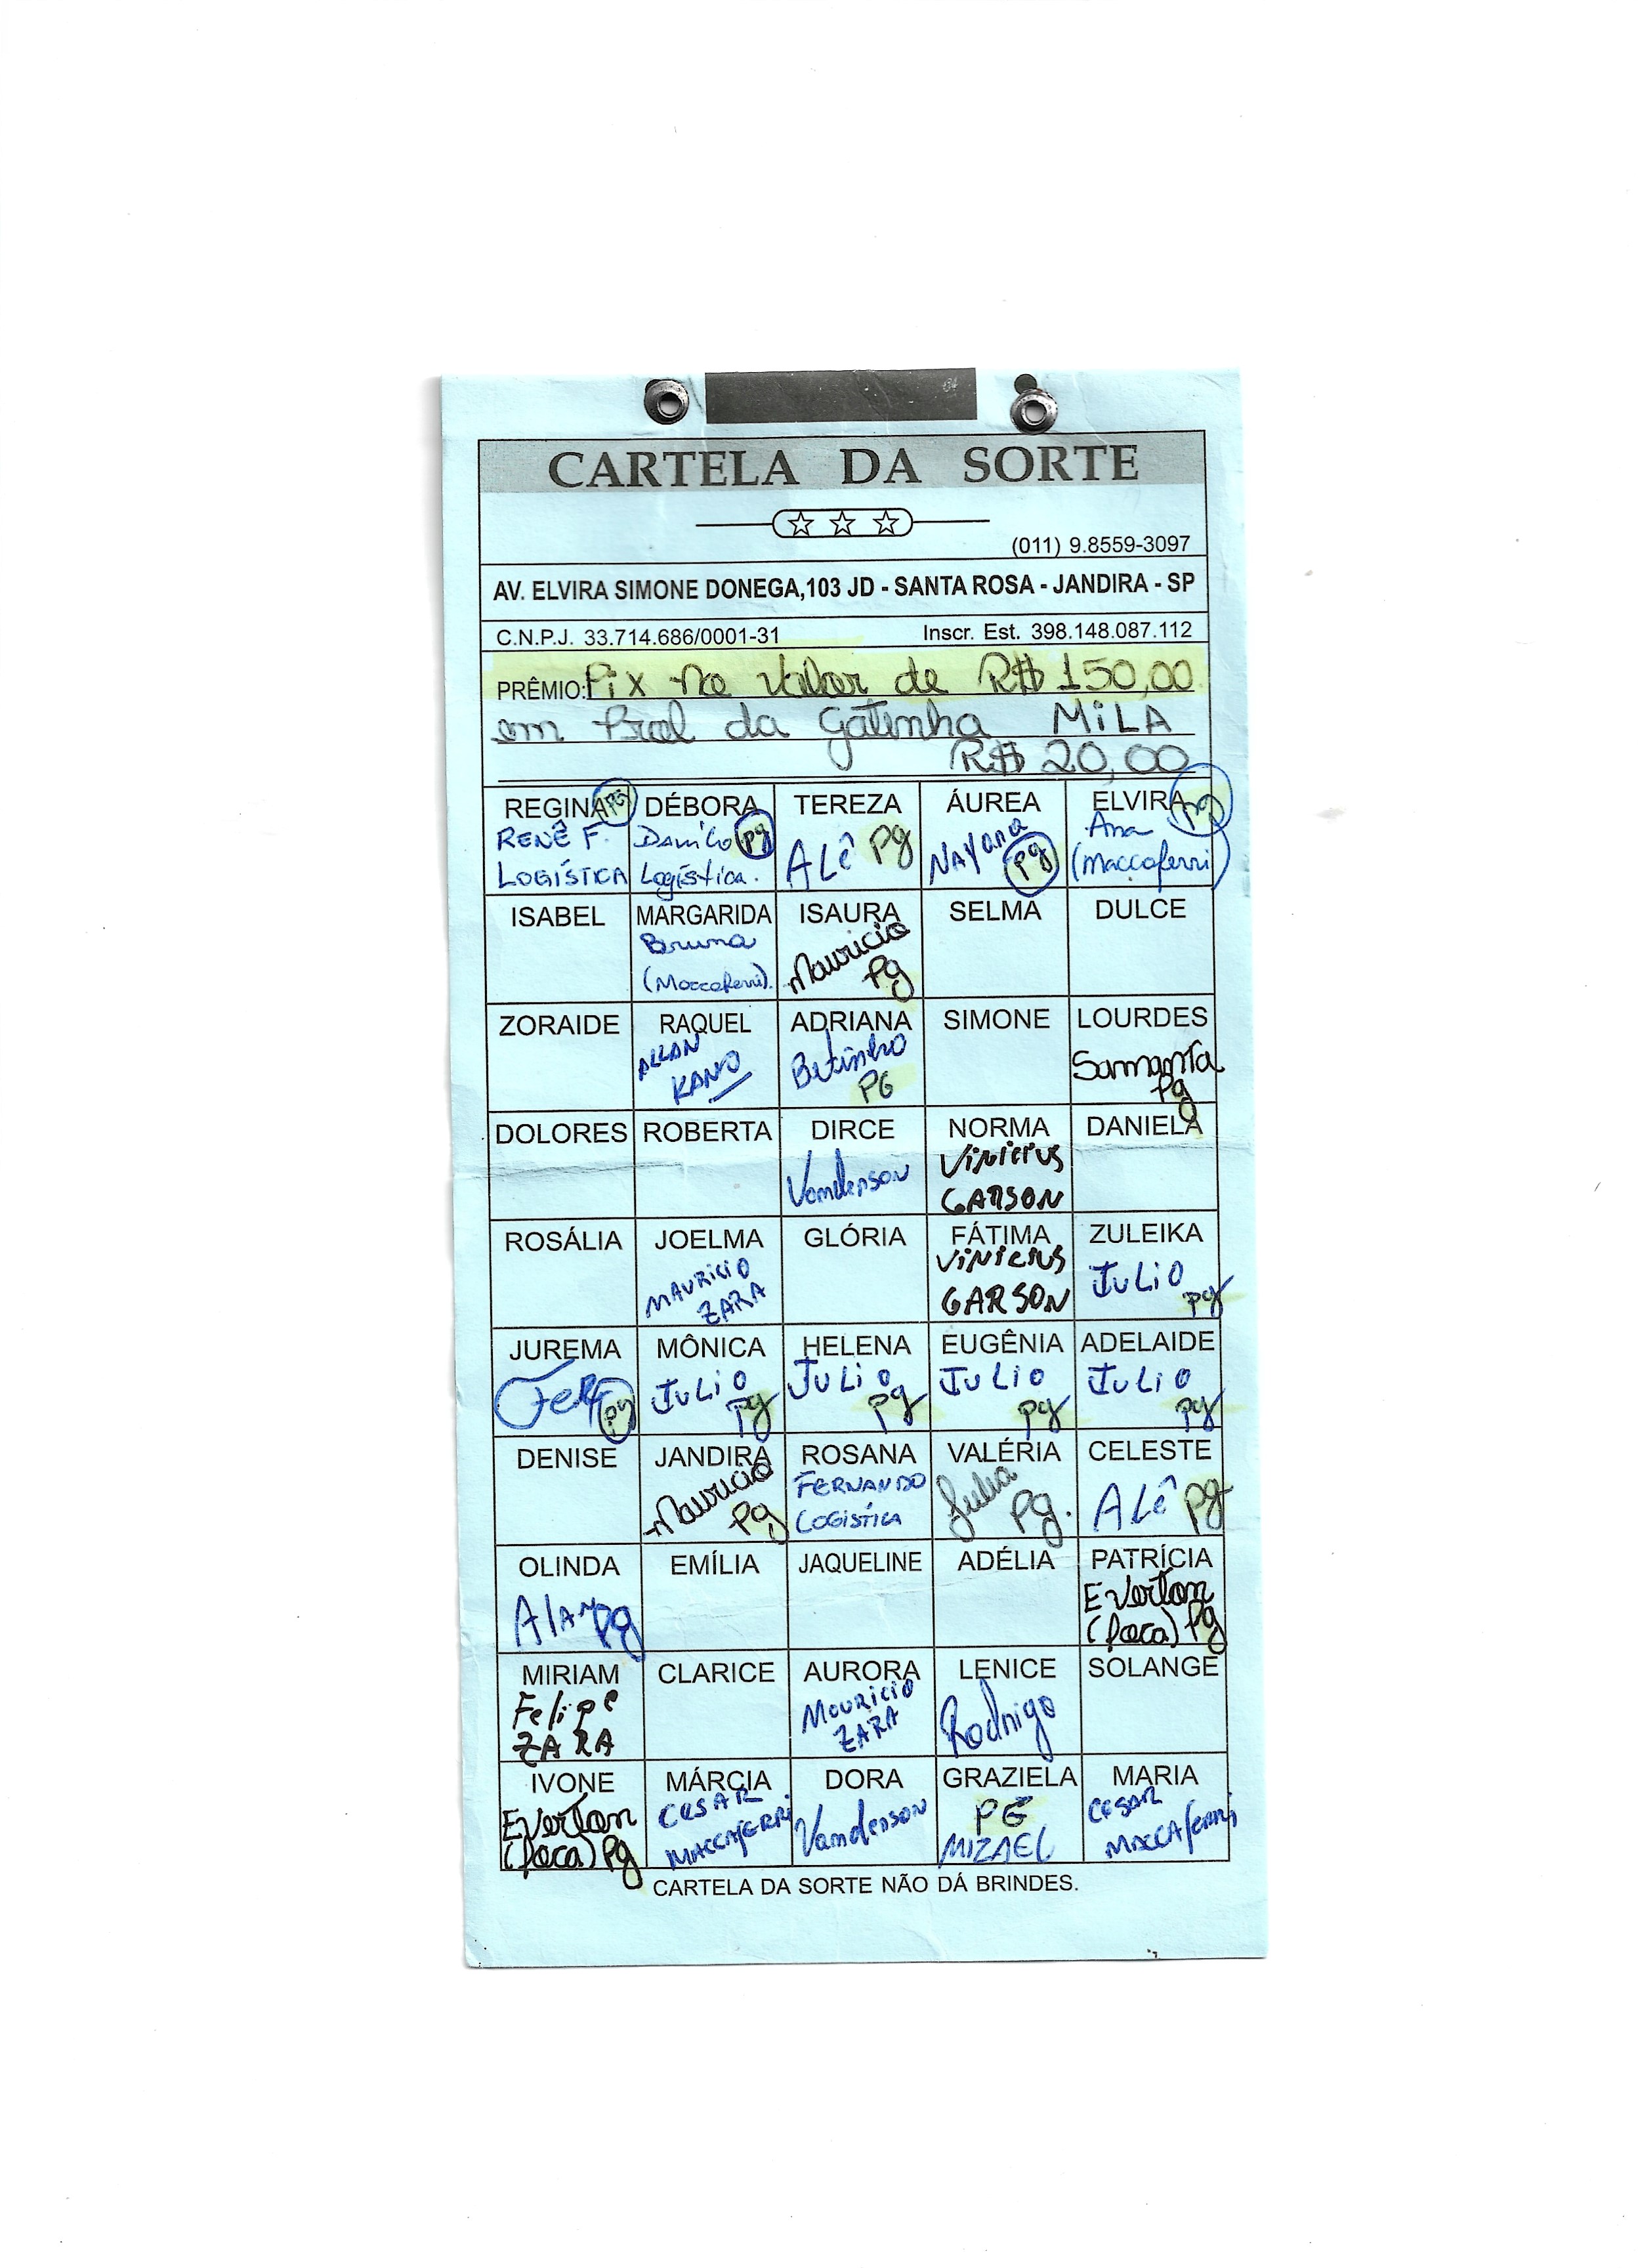 CARTELA DA SORTE
(011) 9.8559-3097
AV. ELVIRA SIMONE DONEGA,103 JD - SANTA ROSA - JANDIRA - SP
C.N.P.J. 33.714.686/0001-31 Inscr. Est. 398.148.087.112
PRÊMIO: Pix no Valor de R$ 150,00
em Prol da gatinha MiLA
R$ 20,00
REGINA PG DÉBORA TEREZA ÁUREA ELVIRA pg
RENÊ F. Danilo pg ALÊ Pg NAYana Ana
LOGÍSTICA Logística. pg (Maccaferri)
ISABEL MARGARIDA ISAURA SELMA DULCE
Bruna Mauricio
(Maccaferri). Pg
ZORAIDE RAQUEL ADRIANA SIMONE LOURDES
ALLAN Betinho Samanta
KANO PG Pg
DOLORES ROBERTA DIRCE NORMA DANIELA
Vanderson Vinicius
GARSON
ROSÁLIA JOELMA GLÓRIA FÁTIMA ZULEIKA
MAURICIO ViNicius JULIO
ZARA GARSON pg
JUREMA MÔNICA HELENA EUGÊNIA ADELAIDE
JULIO JULIO JULIO JULIO
pg pg pg pg pg
DENISE JANDIRA ROSANA VALÉRIA CELESTE
Mauricio FERNANDO Julia ALÊ pg
Pg LOGÍSTICA Pg.
OLINDA EMÍLIA JAQUELINE ADÉLIA PATRÍCIA
Alan Pg Everton
(Poca) Pg
MIRIAM CLARICE AURORA LENICE SOLANGE
Felipe MAURICIO Rodrigo
ZARA ZARA
IVONE MÁRCIA DORA GRAZIELA MARIA
Everton CESAR Vanderson PG CESAR
(Poca) Pg MACCAFERRI MIZAEL MACCAferri
CARTELA DA SORTE NÃO DÁ BRINDES.